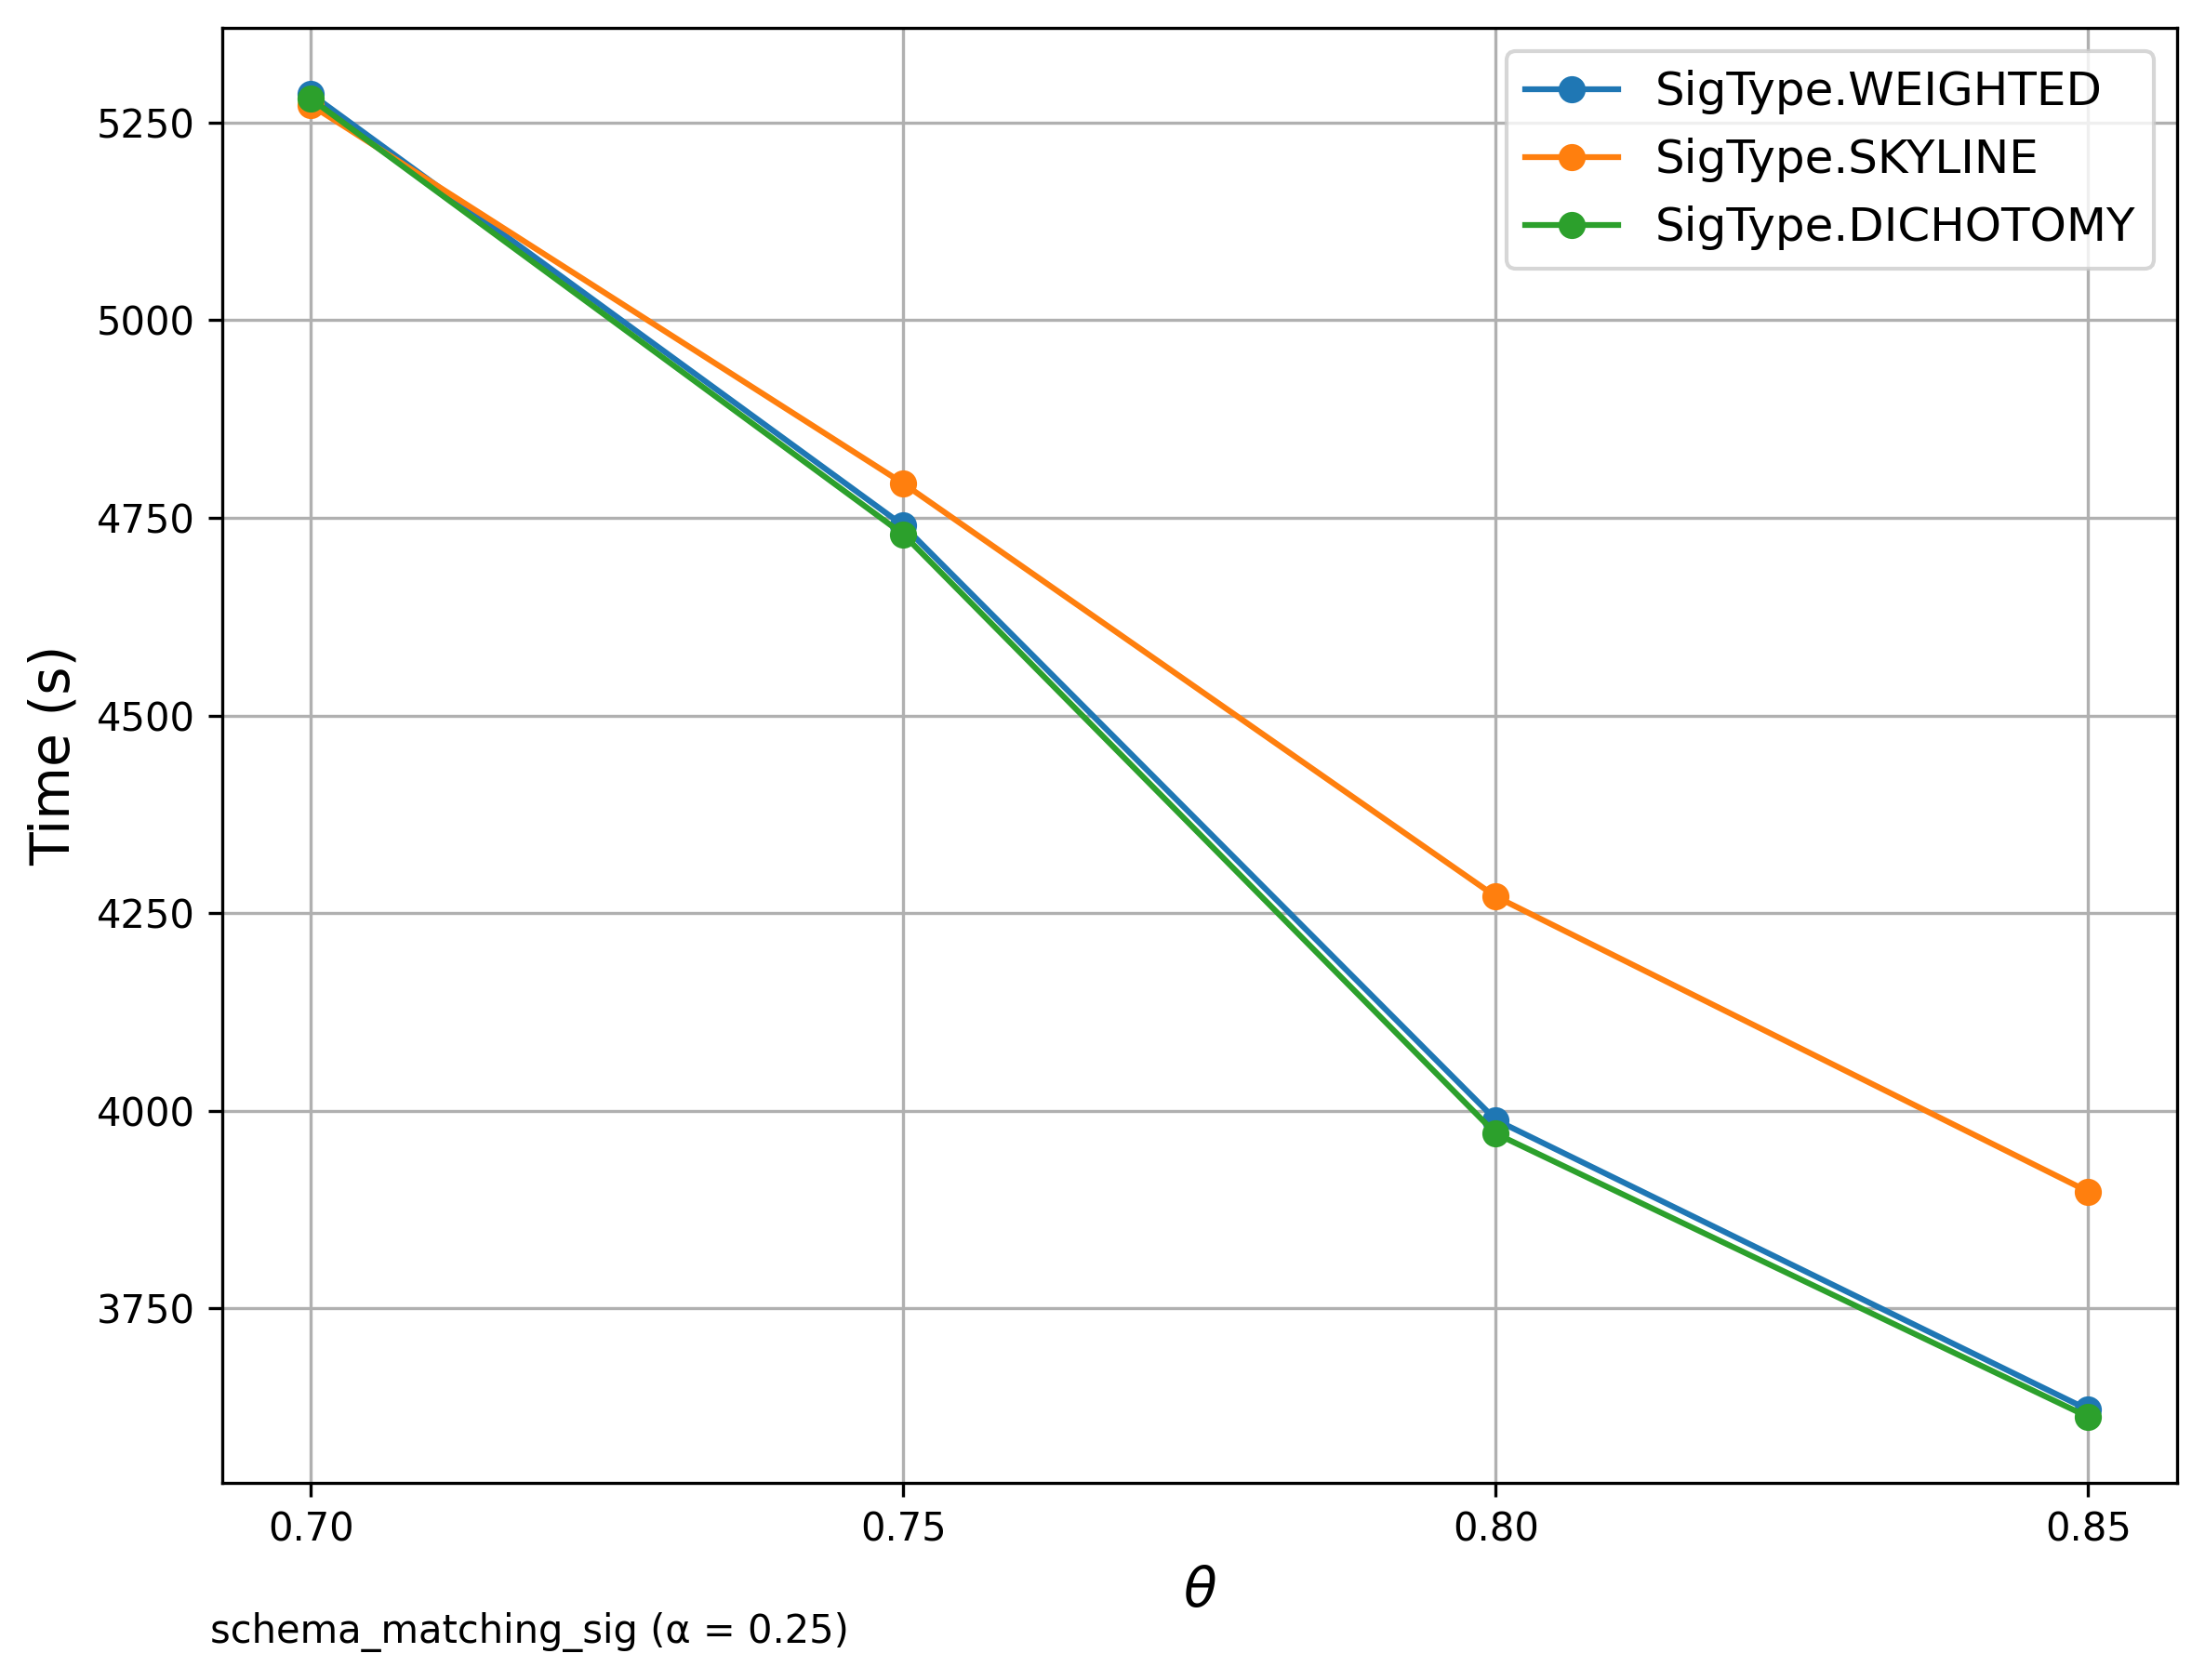 SigType.WEIGHTED
SigType.SKYLINE
SigType.DICHOTOMY
5250
5000
4750
4500
4250
4000
3750
Time (s)
0.70 0.75 0.80 0.85
θ
schema_matching_sig (α = 0.25)